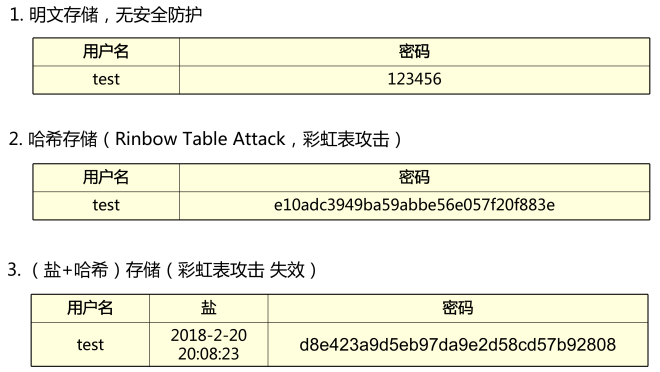 1. 明文存储，无安全防护
用户名 密码
test 123456
2. 哈希存储（Rinbow Table Attack，彩虹表攻击）
用户名 密码
test e10adc3949ba59abbe56e057f20f883e
3. （盐+哈希）存储（彩虹表攻击 失效）
用户名 盐 密码
test 2018-2-20
20:08:23 d8e423a9d5eb97da9e2d58cd57b92808